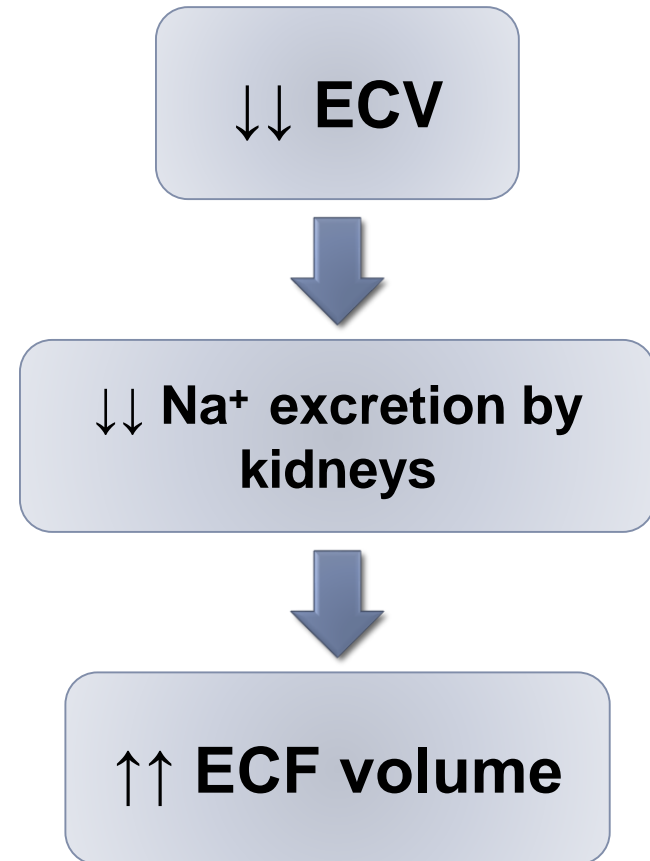 ↓↓ ECV
↓↓ Na⁺ excretion by
kidneys
↑↑ ECF volume